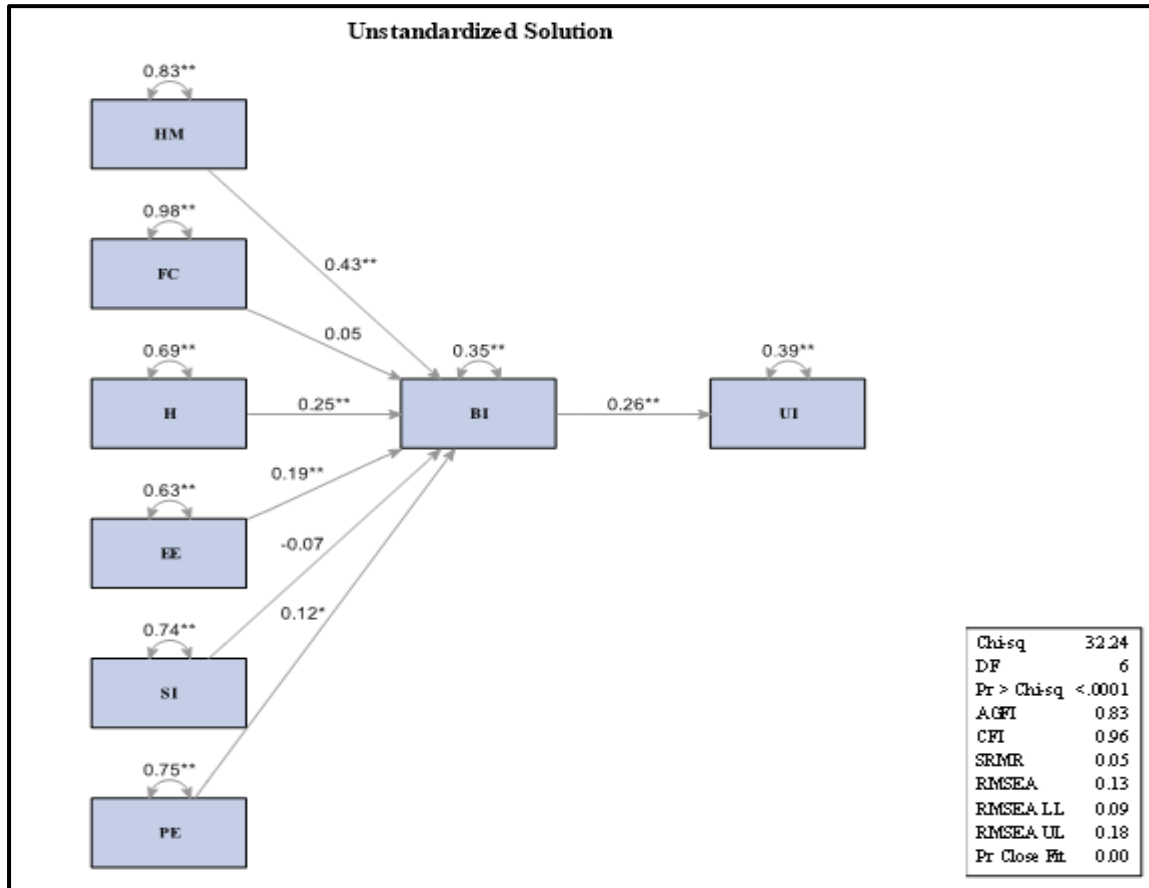 Unstandardized Solution
0.83**
HM
0.98**
FC
0.43**
0.05
0.69**
H
0.25**
0.35**
BI
0.26**
0.39**
UI
0.19**
0.63**
EE
-0.07
0.12*
0.74**
SI
0.75**
PE
Chi-sq 32.24
DF 6
Pr > Chi-sq <.0001
AGFI 0.83
CFI 0.96
SRMR 0.05
RMSEA 0.13
RMSEA LL 0.09
RMSEA UL 0.18
Pr Close Fit 0.00